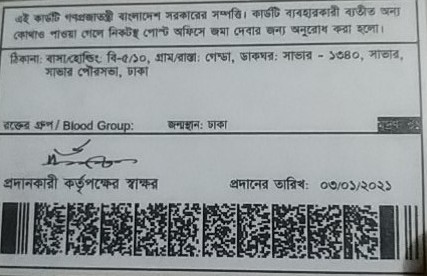 এই কার্ডটি গণপ্রজাতন্ত্রী বাংলাদেশ সরকারের সম্পত্তি। কার্ডটি ব্যবহারকারী ব্যতীত অন্য
কোথাও পাওয়া গেলে নিকটস্থ পোস্ট অফিসে জমা দেবার জন্য অনুরোধ করা হলো।
ঠিকানা: বাসা/হোল্ডিং: বি-৫/১০, গ্রাম/রাস্তা: গেন্ডা, ডাকঘর: সাভার - ১৩৪০, সাভার,
সাভার পৌরসভা, ঢাকা
রক্তের গ্রুপ / Blood Group: জন্মস্থান: ঢাকা
প্রদানকারী কর্তৃপক্ষের স্বাক্ষর প্রদানের তারিখ: ০৩/০১/২০২১